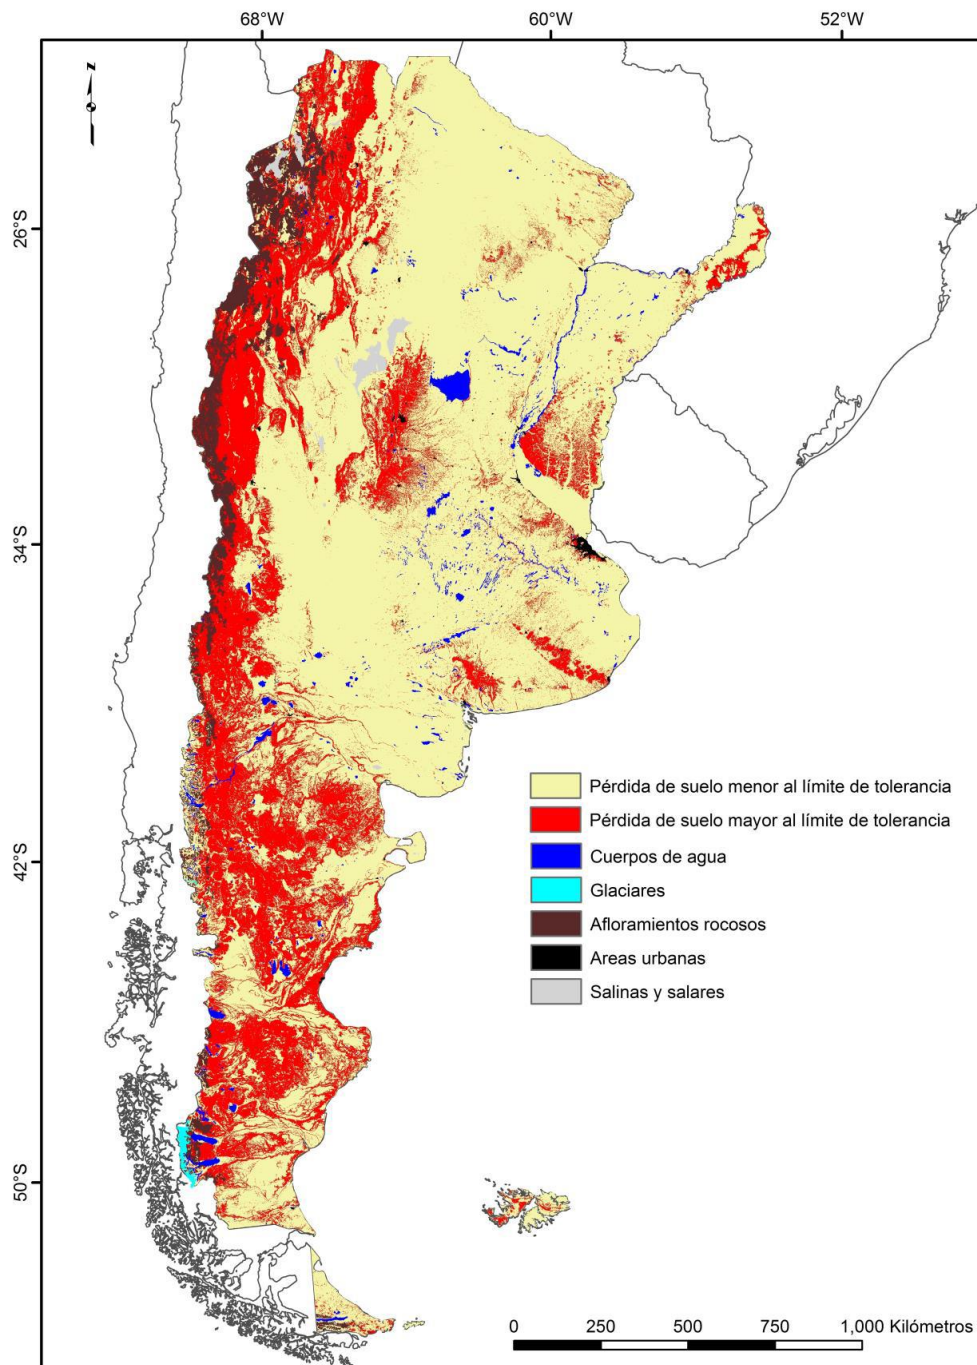 68°W 60°W 52°W
N
26°S
34°S
Pérdida de suelo menor al límite de tolerancia
Pérdida de suelo mayor al límite de tolerancia
Cuerpos de agua
42°S
Glaciares
Afloramientos rocosos
Areas urbanas
Salinas y salares
50°S
0 250 500 750 1,000 Kilómetros